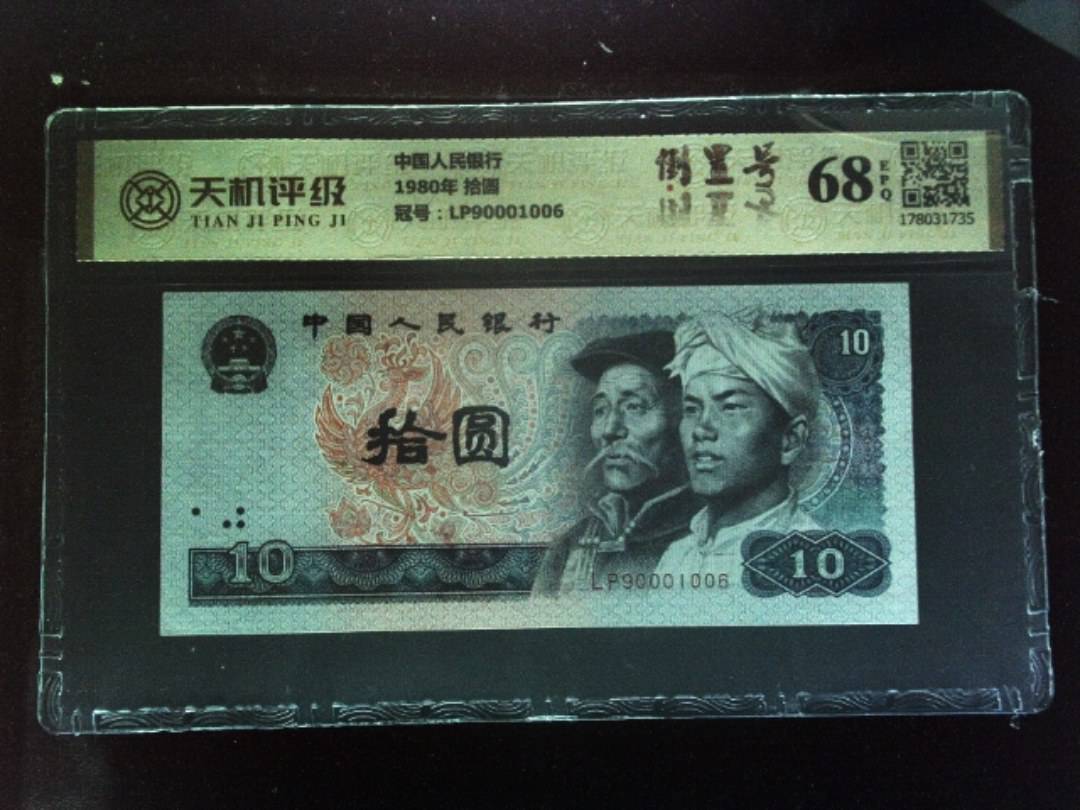 天机评级
TIAN JI PING JI
中国人民银行
1980年 拾圆
冠号：LP90001006
倒置号
68
EPQ
178031735
中国人民银行
10
拾圆
10
LP90001006
10